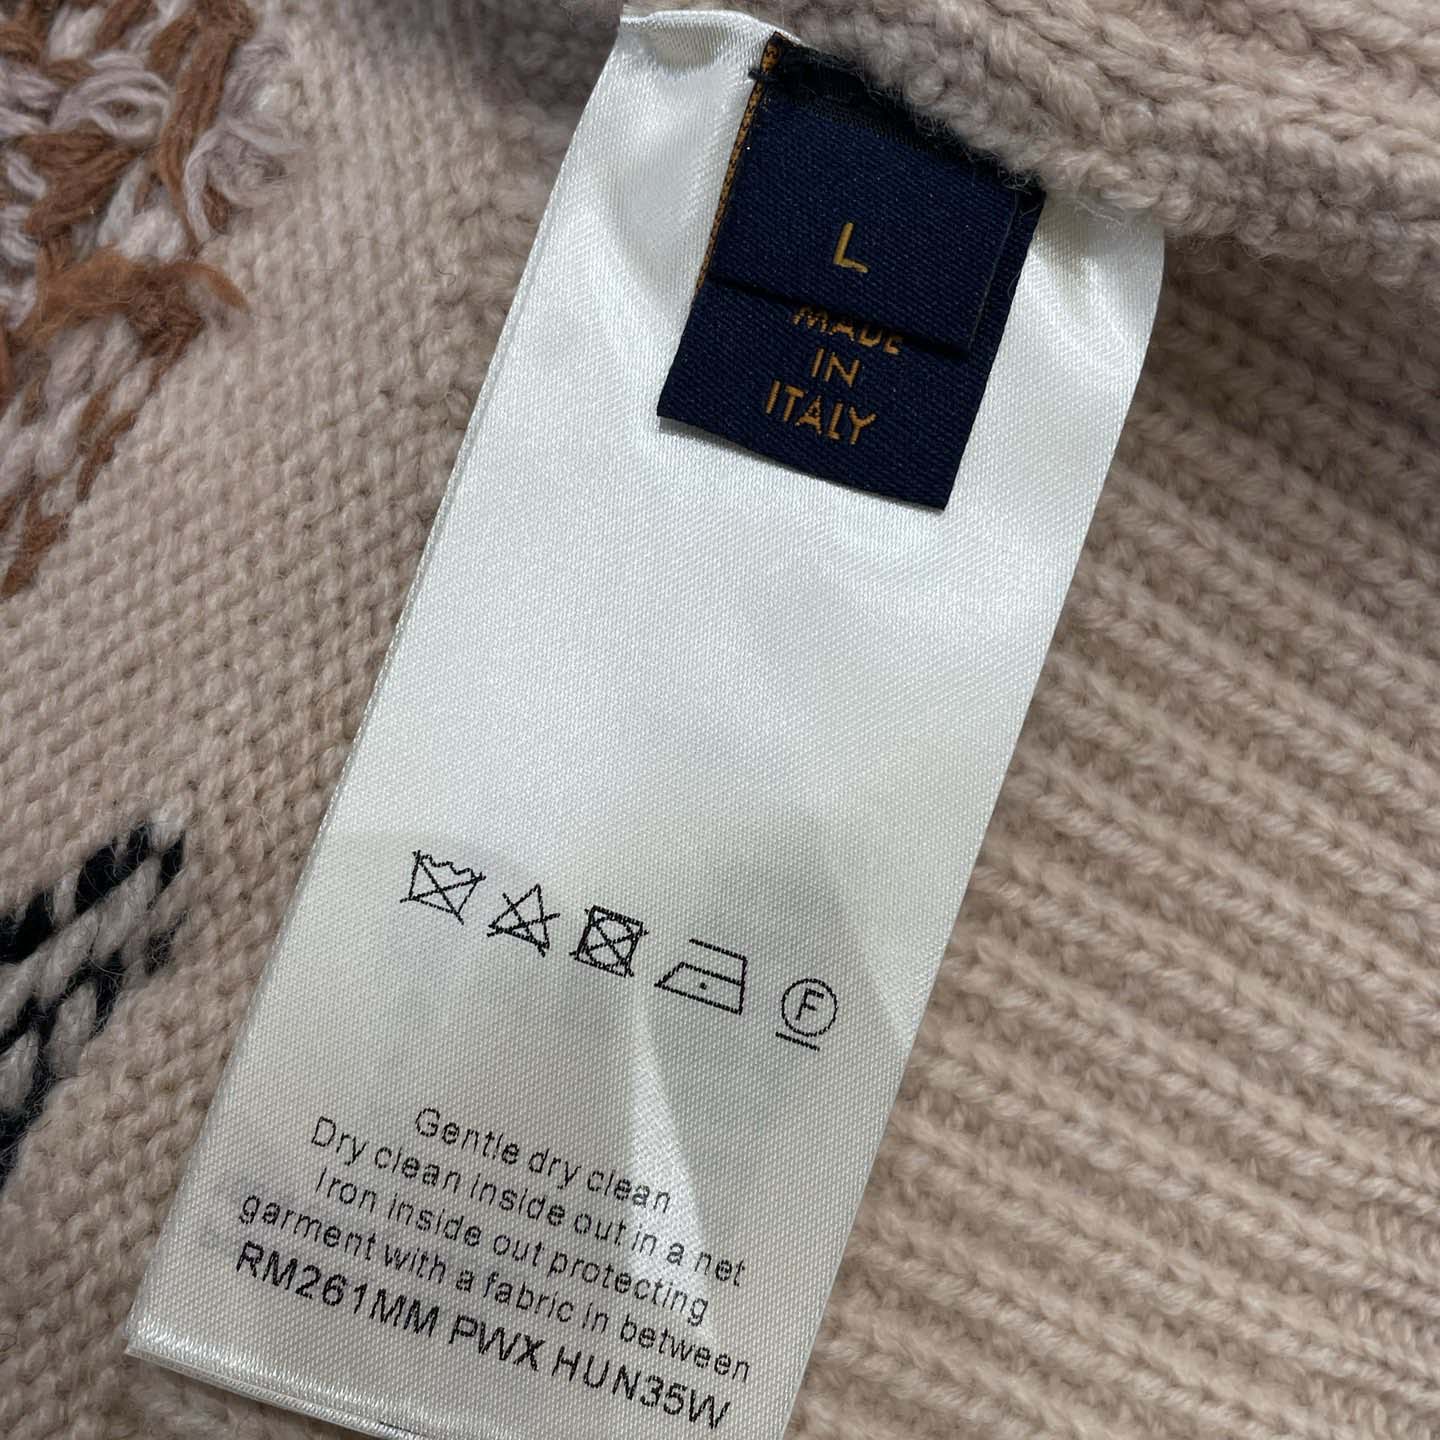 L
MADE
IN
ITALY
F
Gentle dry clean
Dry clean inside out in a net
Iron inside out protecting
garment with a fabric in between
RM261MM PWX HUN35W